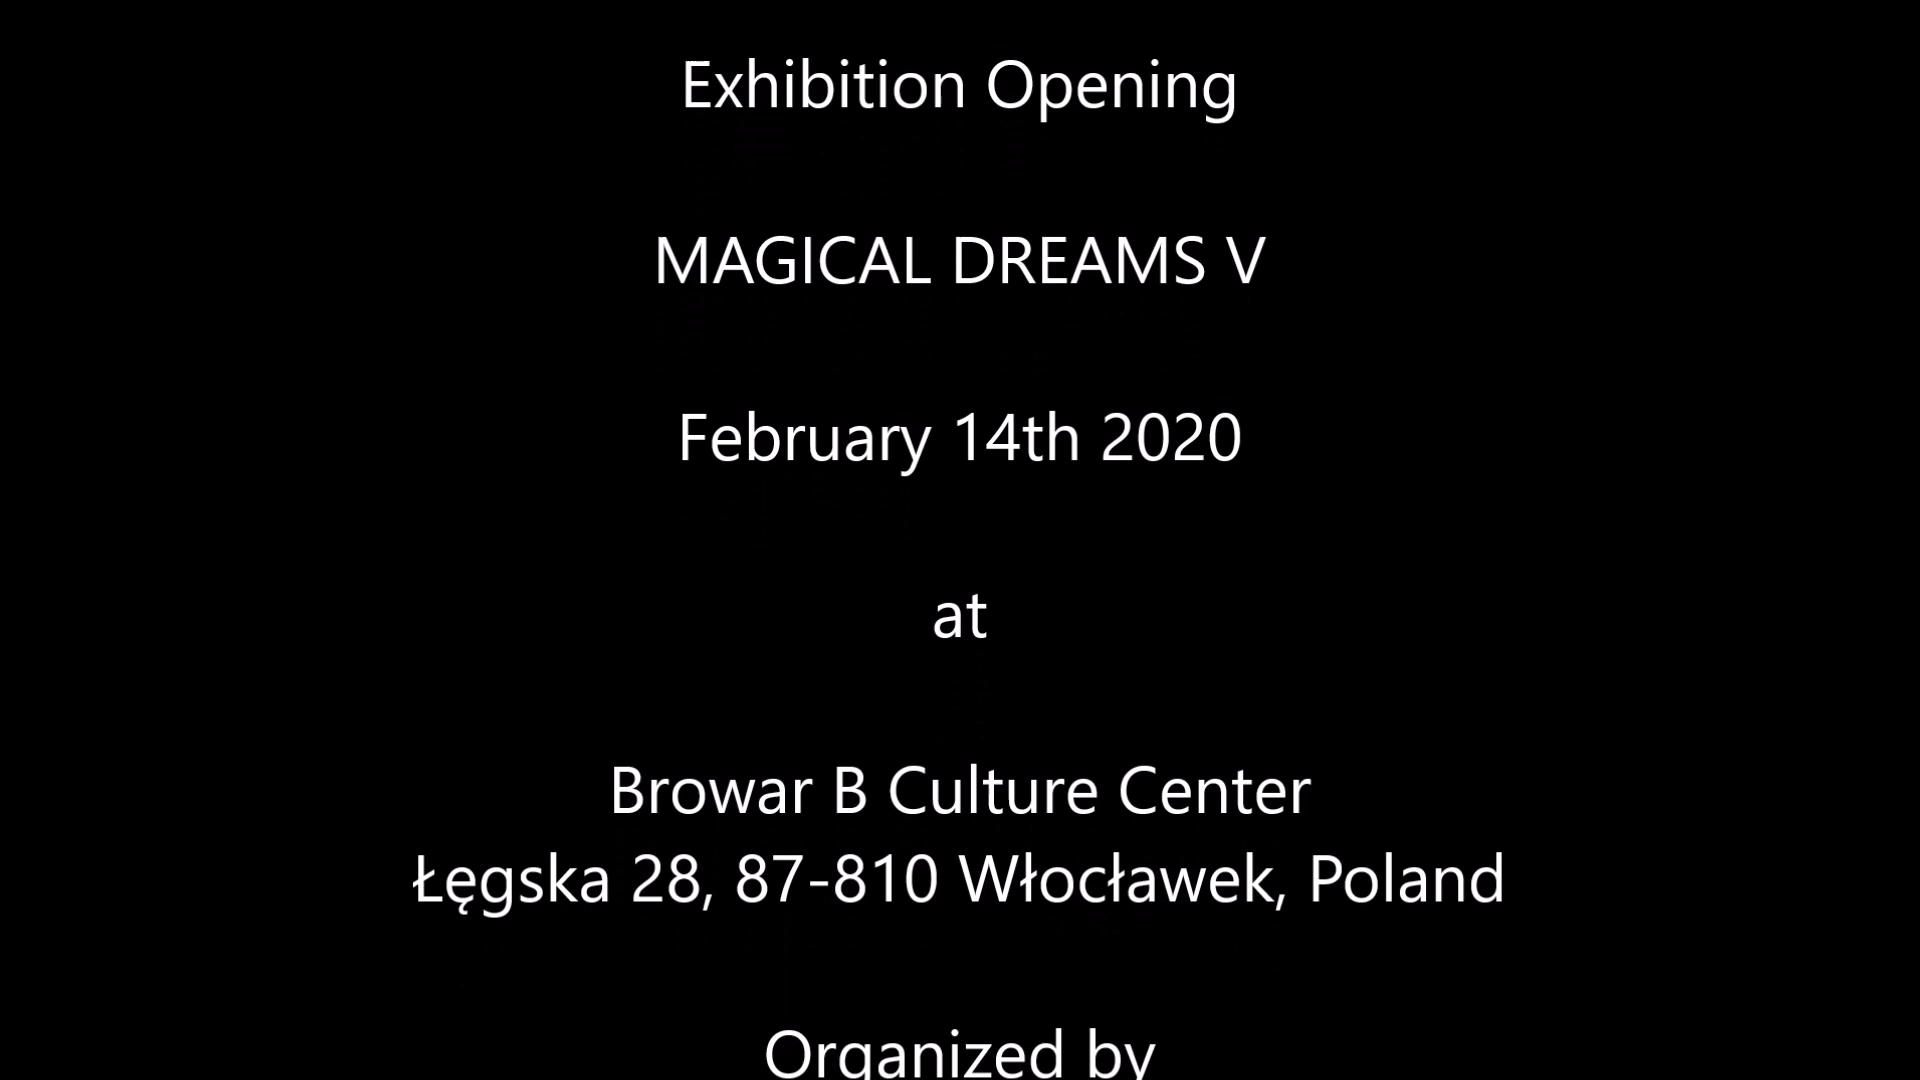 Exhibition Opening
MAGICAL DREAMS V
February 14th 2020
at
Browar B Culture Center
Łęgska 28, 87-810 Włocławek, Poland
Organized by